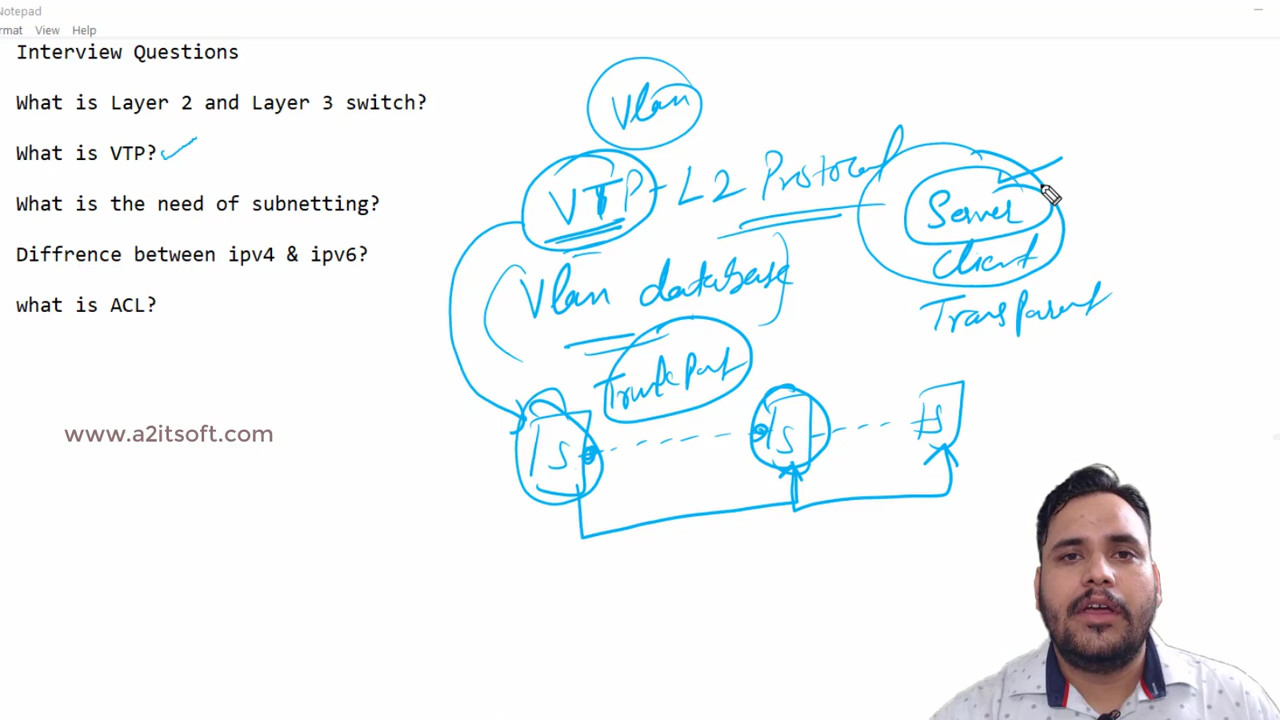 Notepad
rmat View Help
Interview Questions
What is Layer 2 and Layer 3 switch?
What is VTP?
What is the need of subnetting?
Diffrence between ipv4 & ipv6?
what is ACL?
www.a2itsoft.com
Vlan
VTP - L2 Protocol
Server
Client
Transparent
Vlan database
Trunk Port
S
S
S